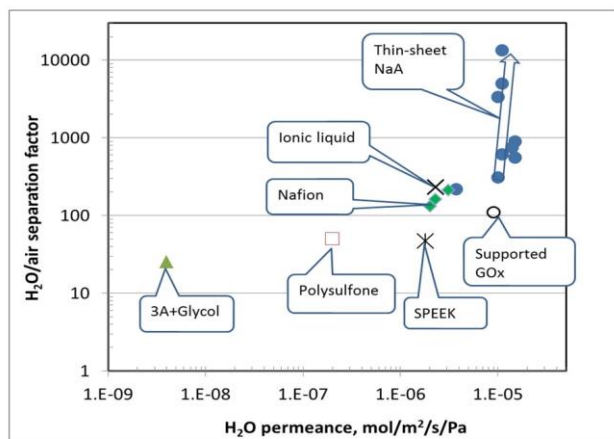 10000
1000
100
10
1
H₂O/air separation factor
Thin-sheet
NaA
Ionic liquid
Nafion
Supported
GOx
Polysulfone
3A+Glycol
SPEEK
1.E-09
1.E-08
1.E-07
1.E-06
1.E-05
H₂O permeance, mol/m²/s/Pa